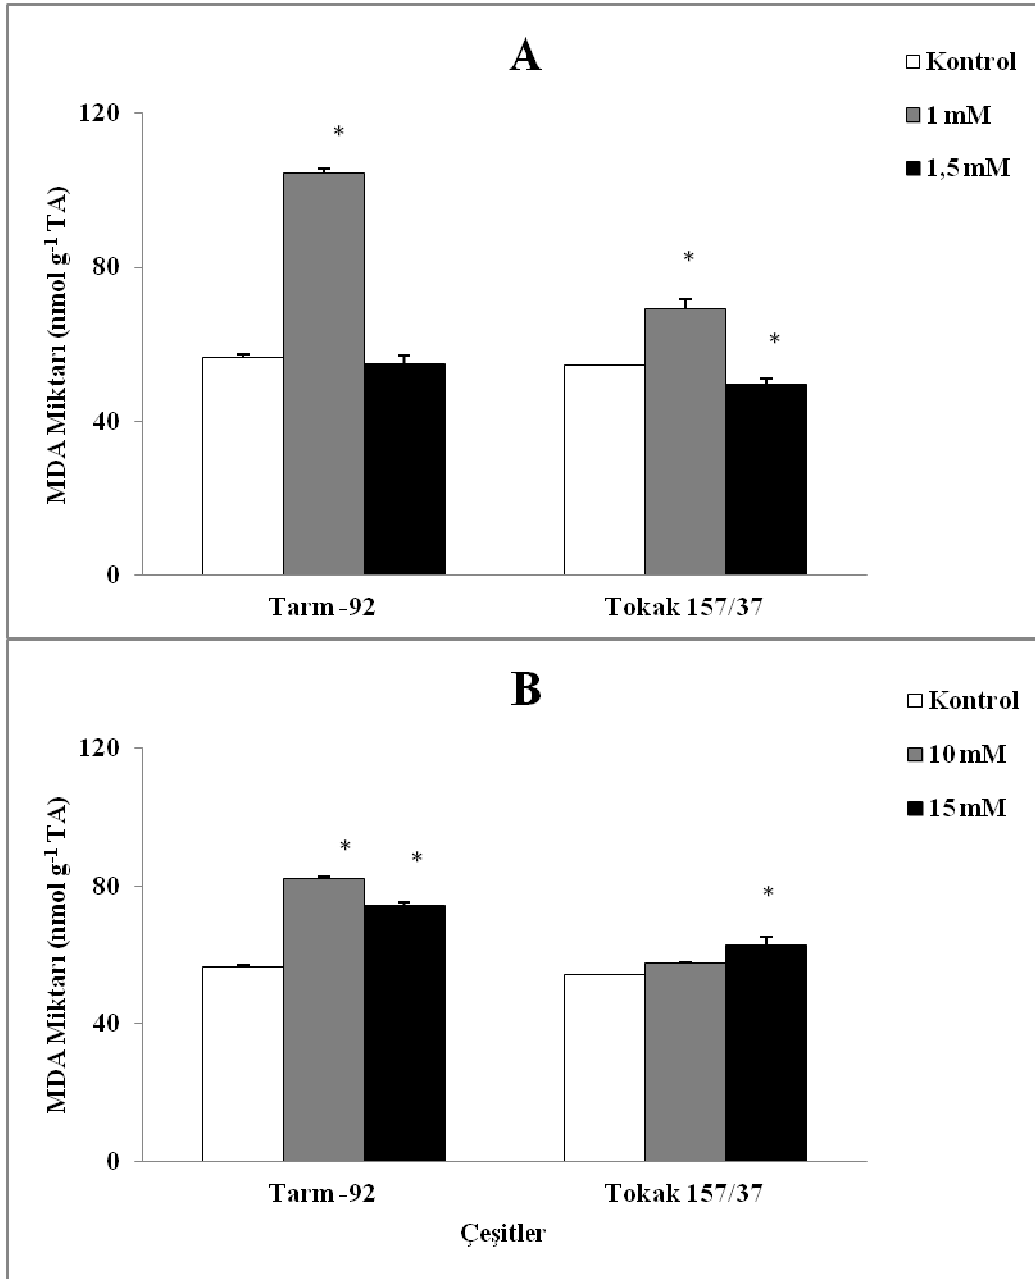 A
Kontrol
1 mM
1,5 mM
MDA Miktarı (nmol g⁻¹ TA)
120
80
40
0
*
*
*
Tarm -92
Tokak 157/37
B
Kontrol
10 mM
15 mM
MDA Miktarı (nmol g⁻¹ TA)
120
80
40
0
*
*
*
Tarm -92
Tokak 157/37
Çeşitler